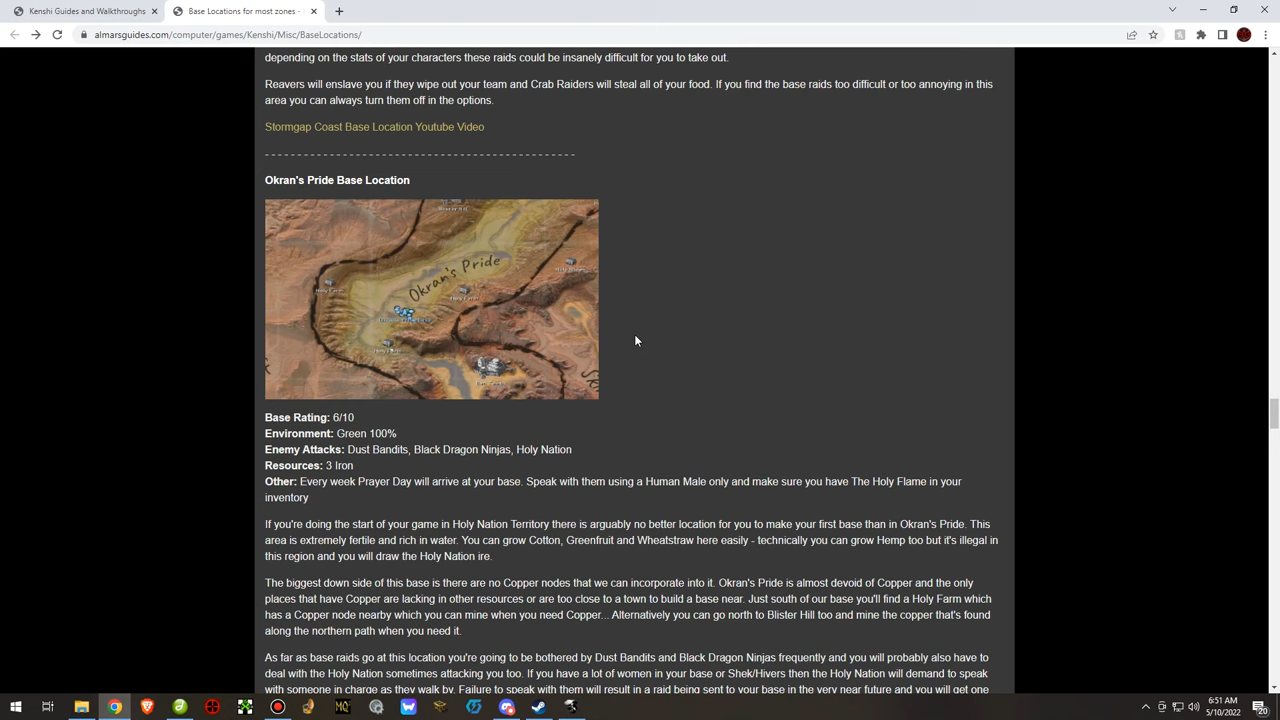 Kenshi Guides and Walkthroughs
Base Locations for most zones -
almarsguides.com/computer/games/Kenshi/Misc/BaseLocations/
depending on the stats of your characters these raids could be insanely difficult for you to take out.
Reavers will enslave you if they wipe out your team and Crab Raiders will steal all of your food. If you find the base raids too difficult or too annoying in this
area you can always turn them off in the options.
Stormgap Coast Base Location Youtube Video
- - - - - - - - - - - - - - - - - - - - - - - - - - - - - - - - - - - - - - - - - - - - - - - -
Okran's Pride Base Location
Okran's Pride
Holy Farm
Holy Farm
Base Rating: 6/10
Environment: Green 100%
Enemy Attacks: Dust Bandits, Black Dragon Ninjas, Holy Nation
Resources: 3 Iron
Other: Every week Prayer Day will arrive at your base. Speak with them using a Human Male only and make sure you have The Holy Flame in your
inventory
If you're doing the start of your game in Holy Nation Territory there is arguably no better location for you to make your first base than in Okran's Pride. This
area is extremely fertile and rich in water. You can grow Cotton, Greenfruit and Wheatstraw here easily - technically you can grow Hemp too but it's illegal in
this region and you will draw the Holy Nation ire.
The biggest down side of this base is there are no Copper nodes that we can incorporate into it. Okran's Pride is almost devoid of Copper and the only
places that have Copper are lacking in other resources or are too close to a town to build a base near. Just south of our base you'll find a Holy Farm which
has a Copper node nearby which you can mine when you need Copper... Alternatively you can go north to Blister Hill too and mine the copper that's found
along the northern path when you need it.
As far as base raids go at this location you're going to be bothered by Dust Bandits and Black Dragon Ninjas frequently and you will probably also have to
deal with the Holy Nation sometimes attacking you too. If you have a lot of women in your base or Shek/Hivers then the Holy Nation will demand to speak
with someone in charge as they walk by. Failure to speak with them will result in a raid being sent to your base in the very near future and you will get one
MQ
6:51 AM
5/10/2022
20